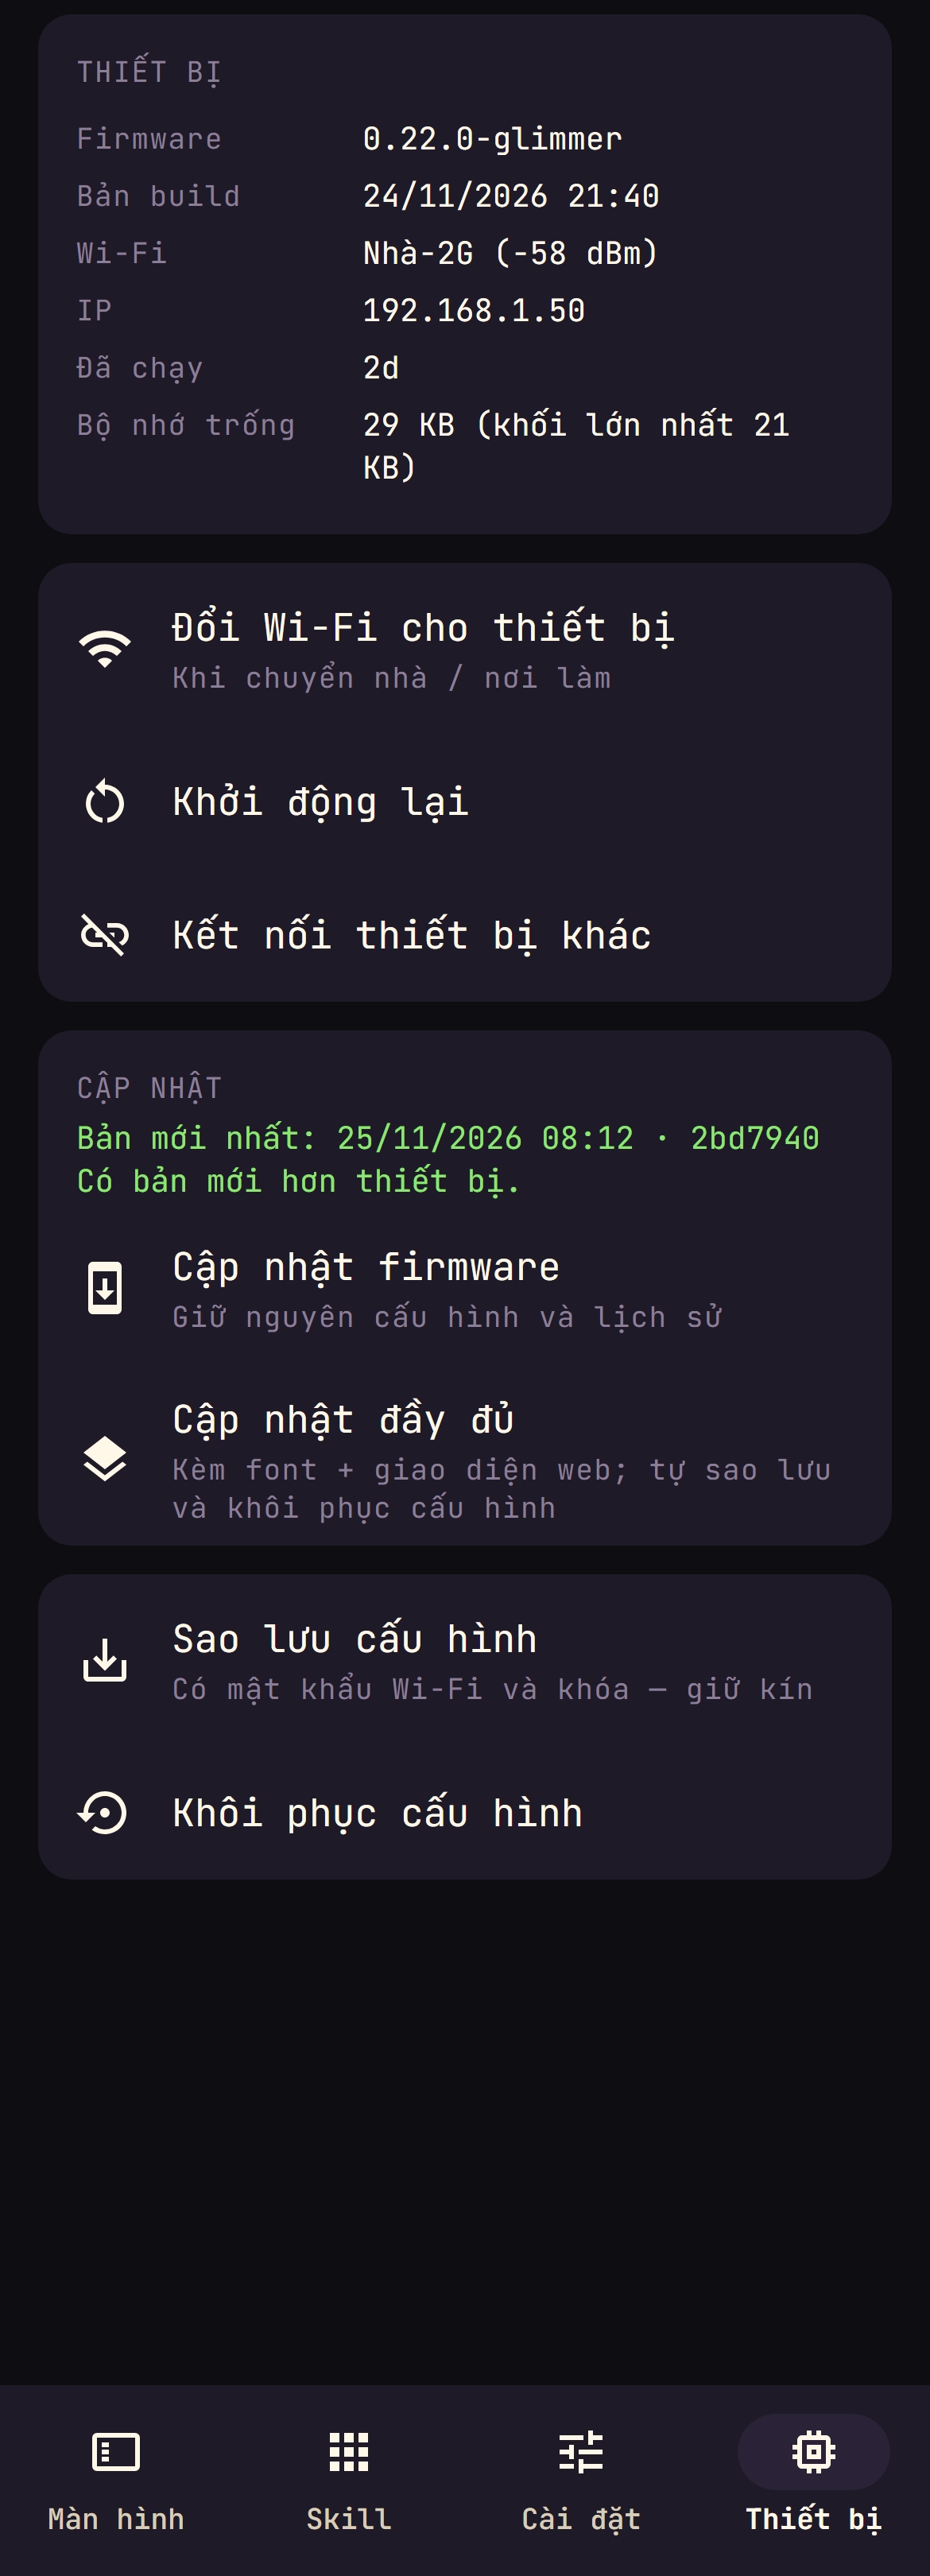 THIẾT BỊ
Firmware 0.22.0-glimmer
Bản build 24/11/2026 21:40
Wi-Fi Nhà-2G (-58 dBm)
IP 192.168.1.50
Đã chạy 2d
Bộ nhớ trống 29 KB (khối lớn nhất 21
KB)
Đổi Wi-Fi cho thiết bị
Khi chuyển nhà / nơi làm
Khởi động lại
Kết nối thiết bị khác
CẬP NHẬT
Bản mới nhất: 25/11/2026 08:12 · 2bd7940
Có bản mới hơn thiết bị.
Cập nhật firmware
Giữ nguyên cấu hình và lịch sử
Cập nhật đầy đủ
Kèm font + giao diện web; tự sao lưu
và khôi phục cấu hình
Sao lưu cấu hình
Có mật khẩu Wi-Fi và khóa — giữ kín
Khôi phục cấu hình
Màn hình Skill Cài đặt Thiết bị